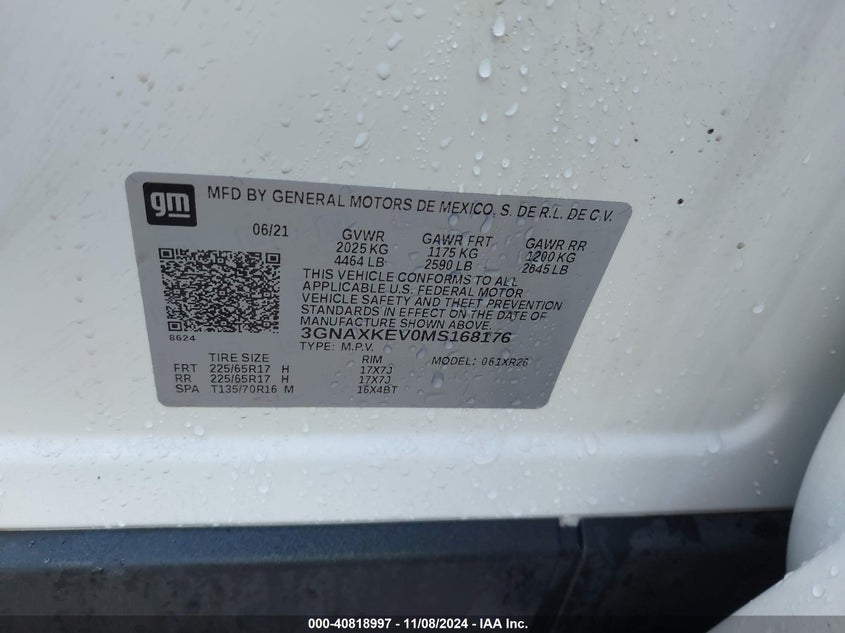 gm
MFD BY GENERAL MOTORS DE MEXICO, S. DE R.L. DE C.V.
06/21 GVWR GAWR FRT GAWR RR
2025 KG 1175 KG 1200 KG
4464 LB 2590 LB 2645 LB
THIS VEHICLE CONFORMS TO ALL
APPLICABLE U.S. FEDERAL MOTOR
VEHICLE SAFETY AND THEFT PREVENTION
STANDARDS IN EFFECT ON THE DATE OF
MANUFACTURE SHOWN ABOVE.
8624
3GNAXKEV0MS168176
TYPE: M.P.V. MODEL: 061XR26
TIRE SIZE RIM
FRT 225/65R17 H 17X7J
RR 225/65R17 H 17X7J
SPA T135/70R16 M 16X4BT
000-40818997 - 11/08/2024 - IAA Inc.